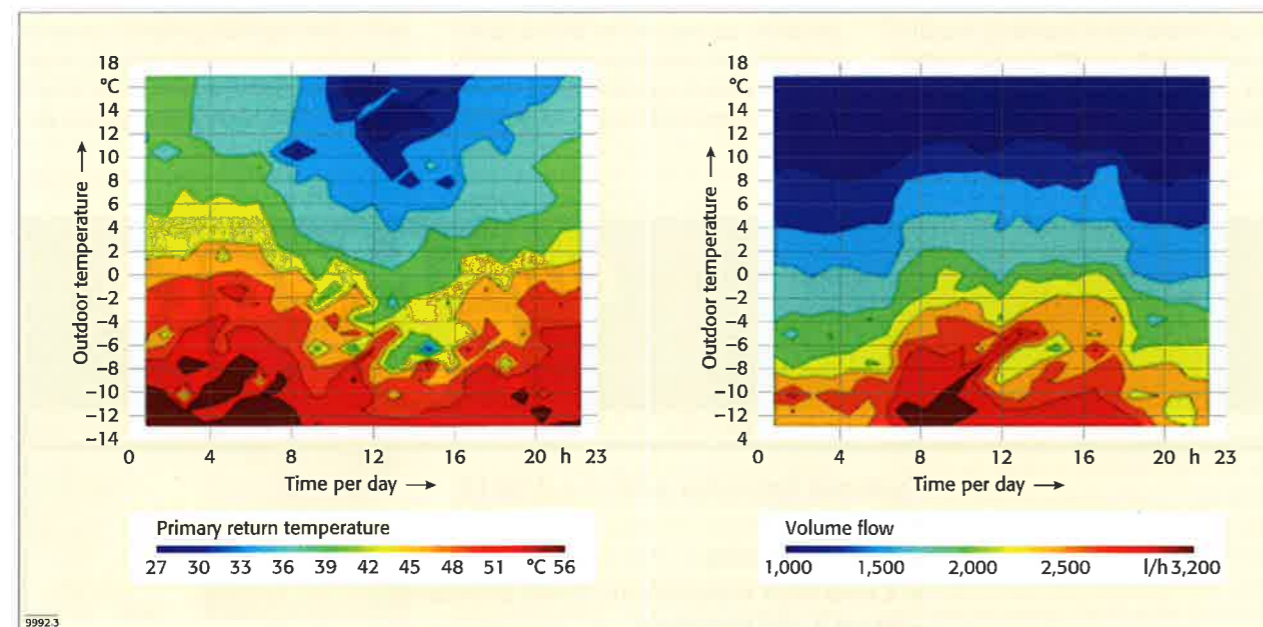 18
°C
14
12
10
8
6
4
2
0
−2
−4
−6
−8
−10
−12
−14
Outdoor temperature
0 4 8 12 16 20 h 23
Time per day
Primary return temperature
27 30 33 36 39 42 45 48 51 °C 56
18
°C
14
12
10
8
6
4
2
0
−2
−4
−6
−8
−10
−12
4
Outdoor temperature
0 4 8 12 16 20 h 23
Time per day
Volume flow
1,000 1,500 2,000 2,500 l/h 3,200
9992.3